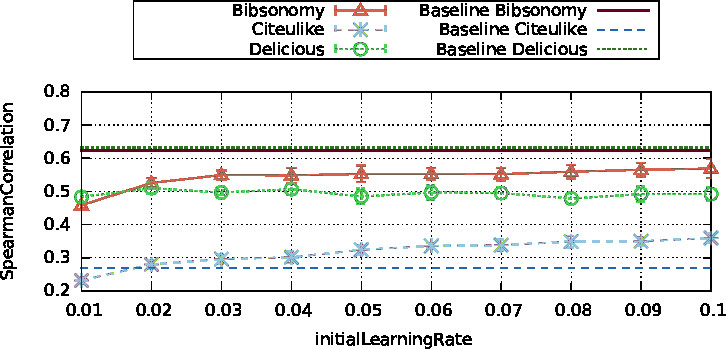 Bibsonomy Baseline Bibsonomy
Citeulike Baseline Citeulike
Delicious Baseline Delicious
SpearmanCorrelation
0.8
0.7
0.6
0.5
0.4
0.3
0.2
0.01 0.02 0.03 0.04 0.05 0.06 0.07 0.08 0.09 0.1
initialLearningRate